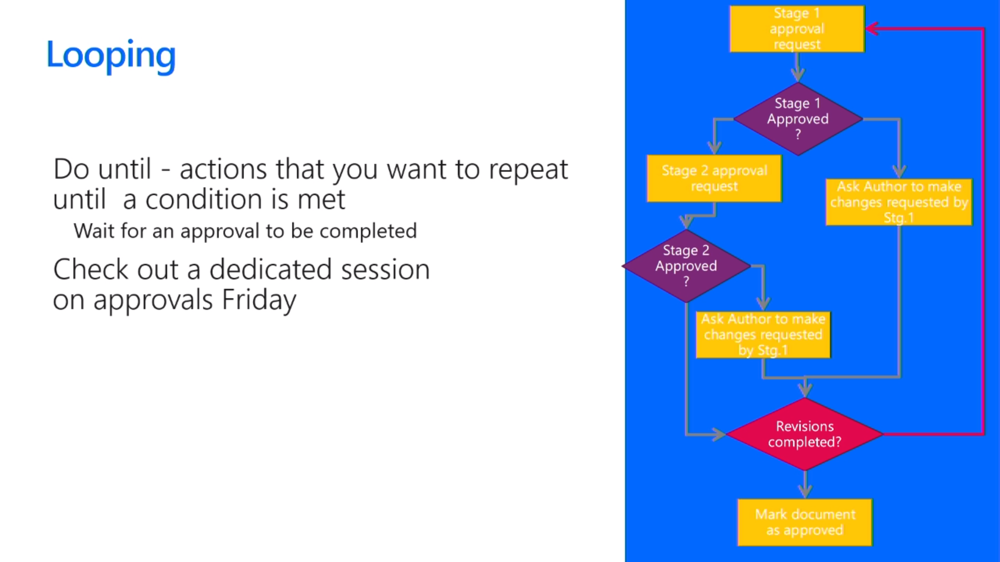 Looping
Do until - actions that you want to repeat
until  a condition is met
Wait for an approval to be completed
Check out a dedicated session
on approvals Friday
Stage 1
approval
request
Stage 1
Approved
?
Stage 2 approval
request
Ask Author to make
changes requested by
Stg.1
Stage 2
Approved
?
Ask Author to make
changes requested
by Stg.1
Revisions
completed?
Mark document
as approved